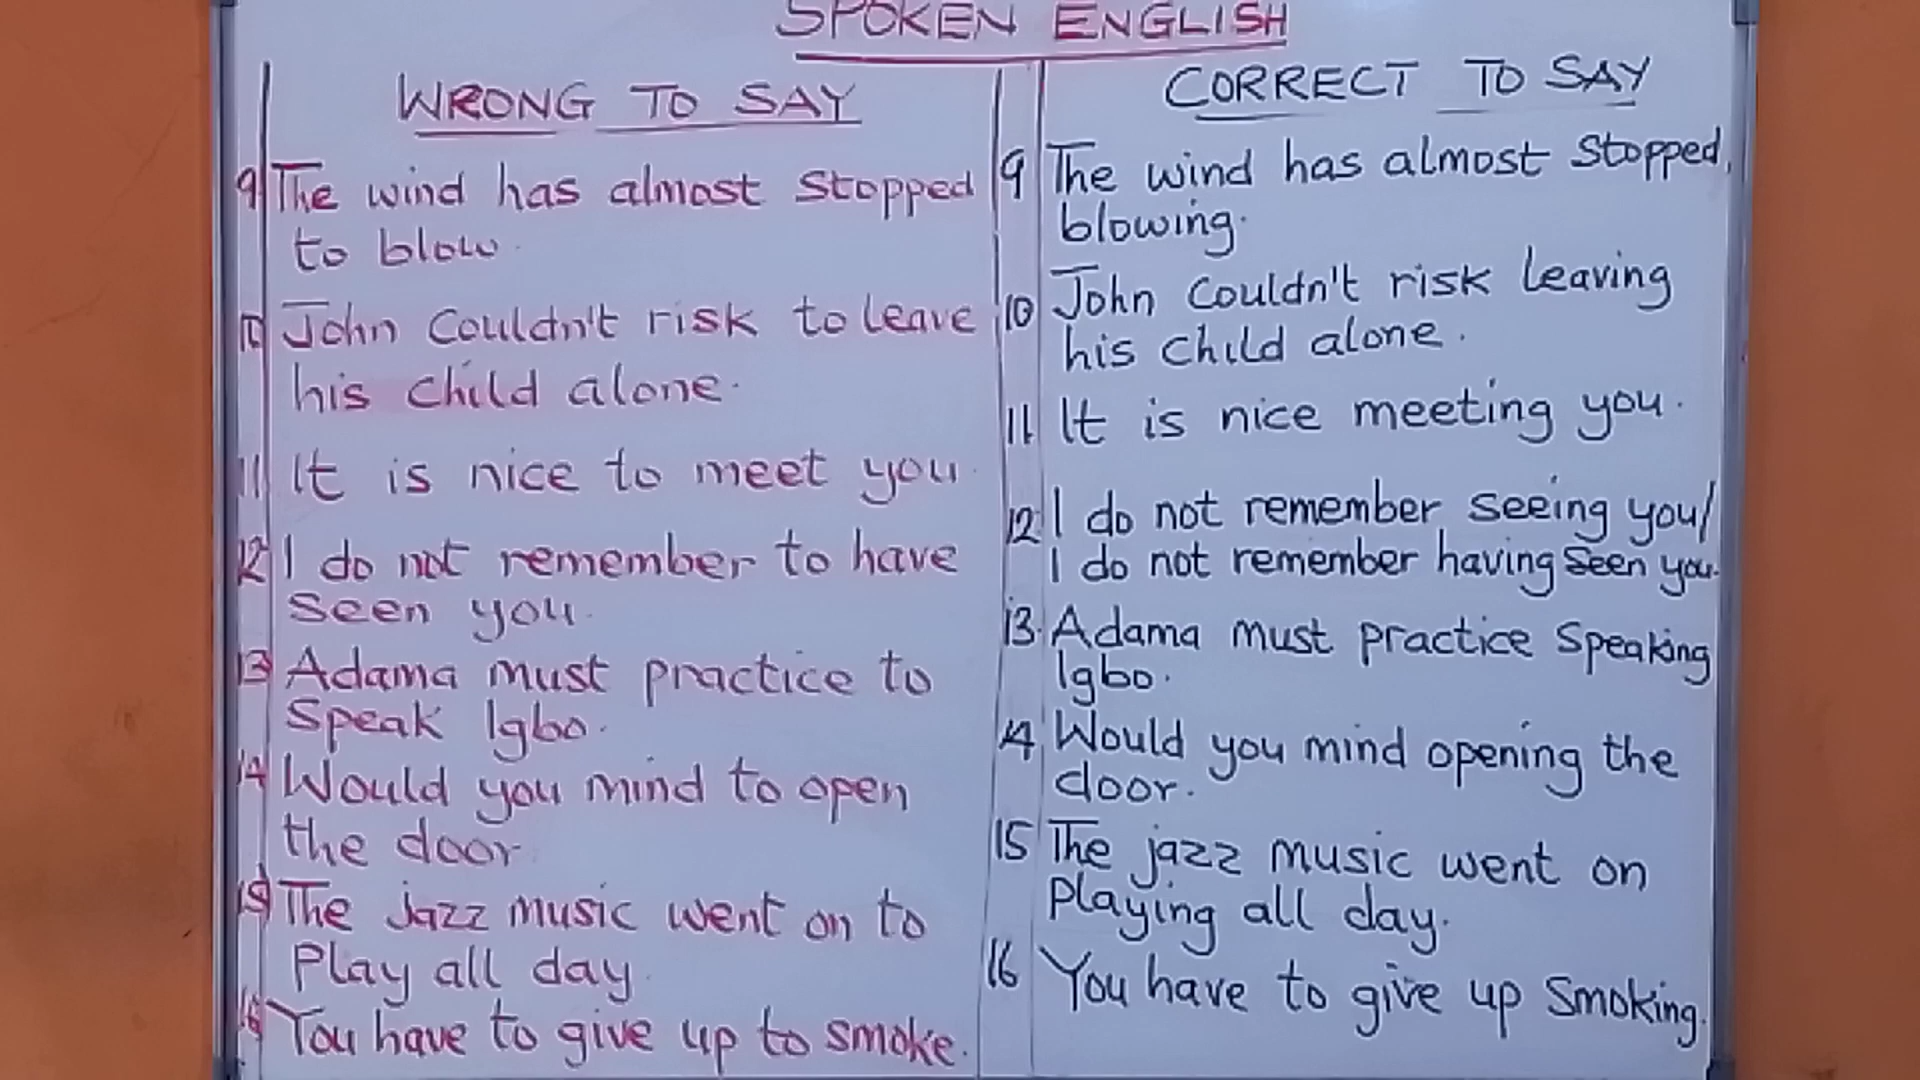 SPOKEN ENGLISH
WRONG TO SAY
9 The wind has almost Stopped
to blow.
10 John Couldn't risk to leave
his child alone.
11 It is nice to meet you.
12 I do not remember to have
Seen you.
13 Adama must practice to
Speak Igbo.
14 Would you mind to open
the door
15 The jazz music went on to
Play all day.
16 You have to give up to smoke.
CORRECT TO SAY
9 The wind has almost Stopped,
blowing.
10 John Couldn't risk Leaving
his child alone.
11 It is nice meeting you.
12 I do not remember Seeing you/
I do not remember having Seen you.
13. Adama must practice Speaking
Igbo.
14 Would you mind opening the
door.
15 The jazz music went on
Playing all day.
16 You have to give up Smoking.